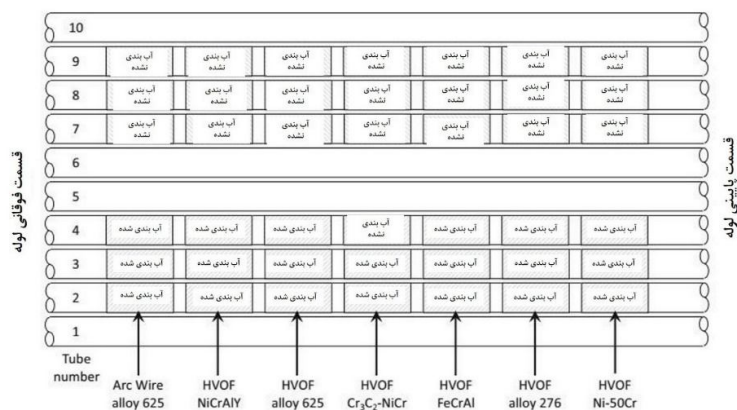 10
9
آب بندی نشده آب بندی نشده آب بندی نشده آب بندی نشده آب بندی نشده آب بندی نشده آب بندی نشده
8
آب بندی نشده آب بندی نشده آب بندی نشده آب بندی نشده آب بندی نشده آب بندی نشده آب بندی نشده
7
آب بندی نشده آب بندی نشده آب بندی نشده آب بندی نشده آب بندی نشده آب بندی نشده آب بندی نشده
قسمت فوقانی لوله
6
5
قسمت پایینی لوله
4
آب بندی شده آب بندی شده آب بندی شده آب بندی نشده آب بندی شده آب بندی شده آب بندی شده
3
آب بندی شده آب بندی شده آب بندی شده آب بندی شده آب بندی شده آب بندی شده آب بندی شده
2
آب بندی شده آب بندی شده آب بندی شده آب بندی شده آب بندی شده آب بندی شده آب بندی شده
1
Tube number
Arc Wire alloy 625
HVOF NiCrAlY
HVOF alloy 625
HVOF Cr₃C₂-NiCr
HVOF FeCrAl
HVOF alloy 276
HVOF Ni-50Cr